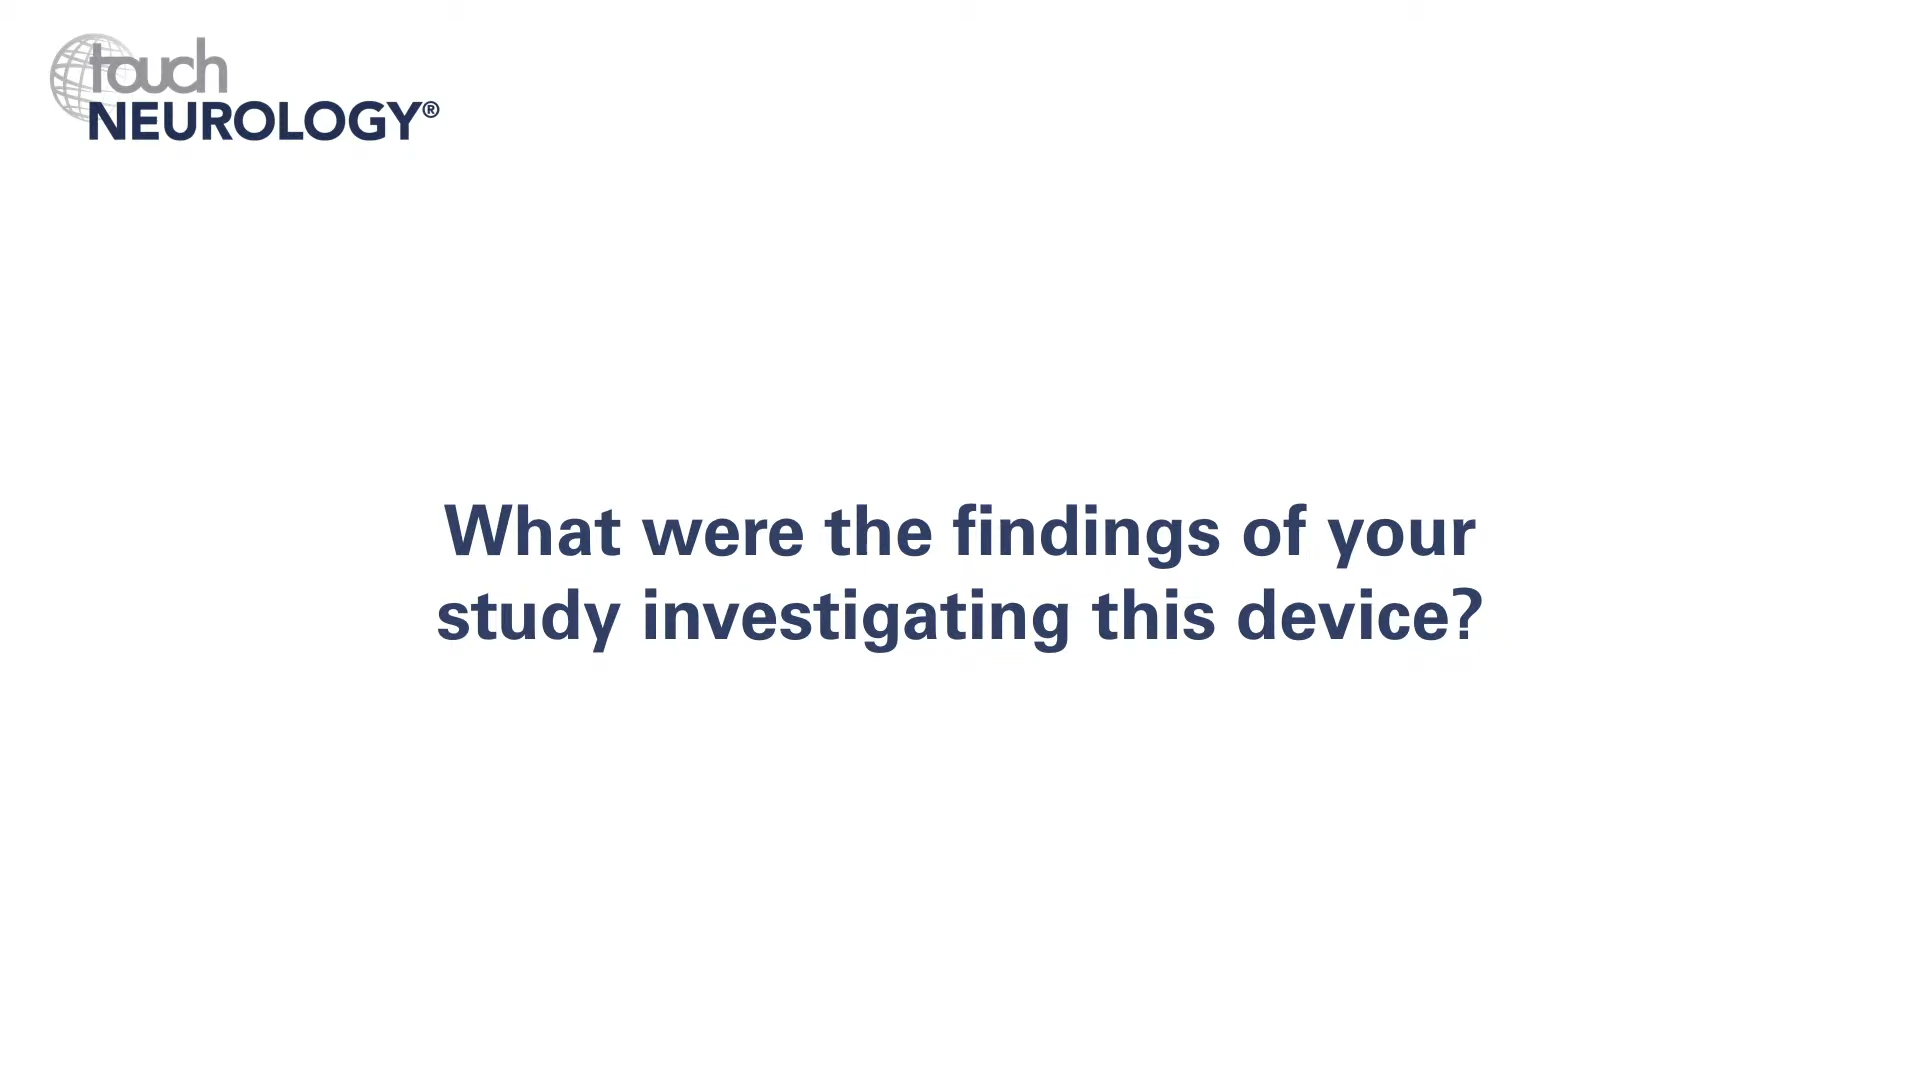 touch
NEUROLOGY®
What were the findings of your
study investigating this device?